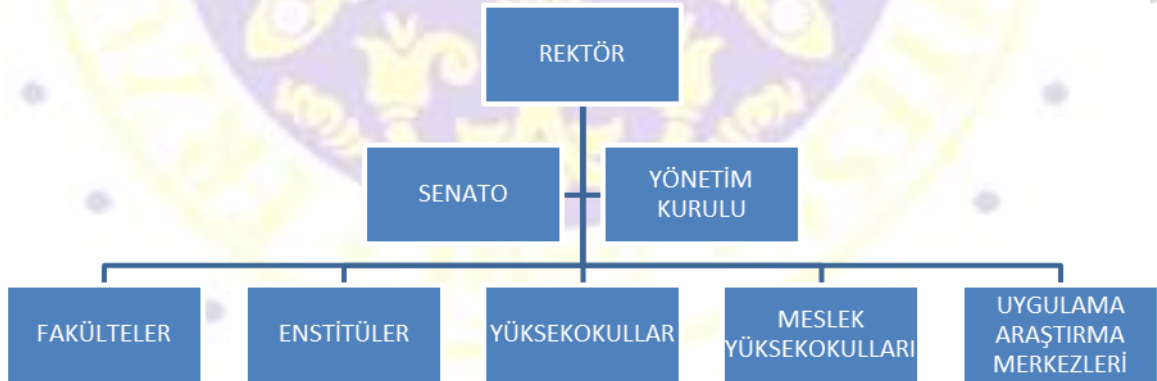 REKTÖR
SENATO
YÖNETİM
KURULU
FAKÜLTELER
ENSTİTÜLER
YÜKSEKOKULLAR
MESLEK
YÜKSEKOKULLARI
UYGULAMA
ARAŞTIRMA
MERKEZLERİ